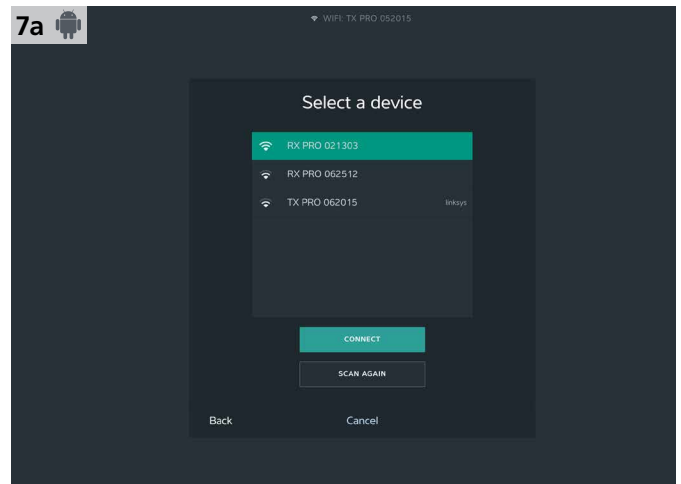 7a
WIFI: TX PRO 052015
Select a device
RX PRO 021303
RX PRO 062512
TX PRO 062015 linksys
CONNECT
SCAN AGAIN
Back Cancel